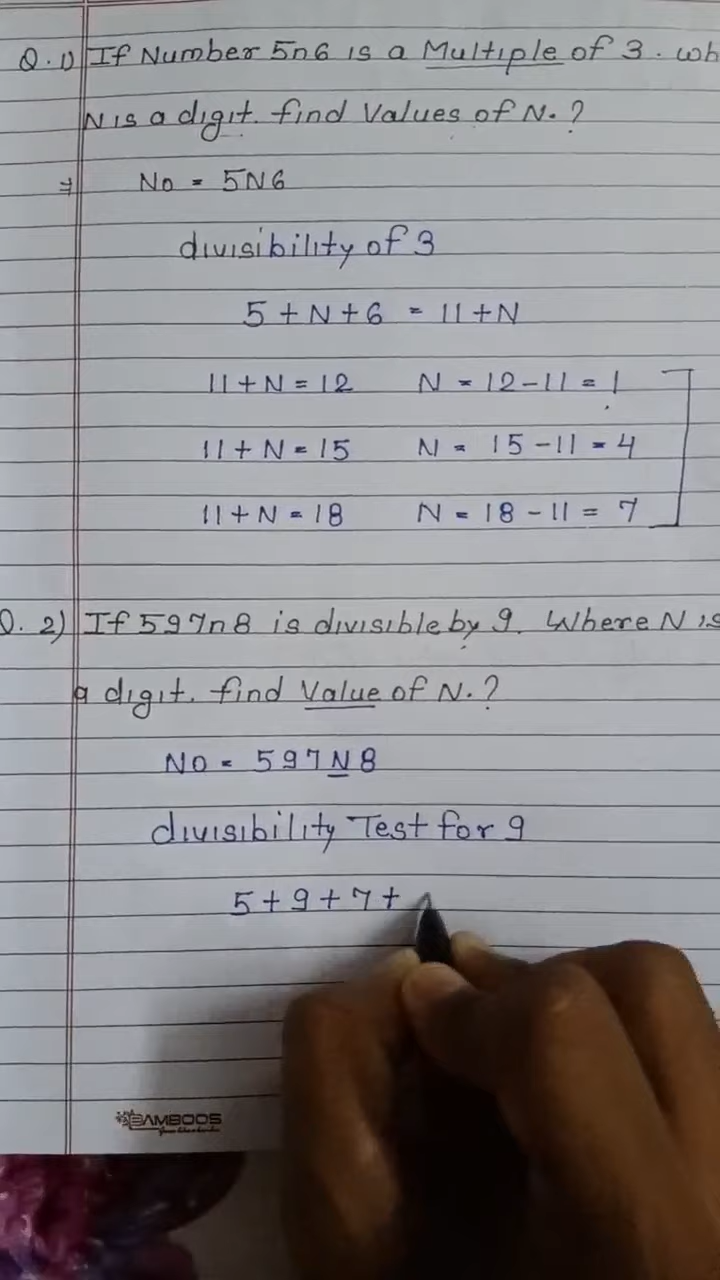 Q.1) If Number 5n6 is a Multiple of 3. wh
N is a digit. find Values of N.?
⇒ No = 5N6
divisibility of 3
5 + N + 6 = 11 + N
11 + N = 12 N = 12 - 11 = 1
11 + N = 15 N = 15 - 11 = 4
11 + N = 18 N = 18 - 11 = 7
Q. 2) If 597n8 is divisible by 9. Where N is
a digit. find Value of N.?
No = 597N8
divisibility Test for 9
5 + 9 + 7 +
BAMBOOS